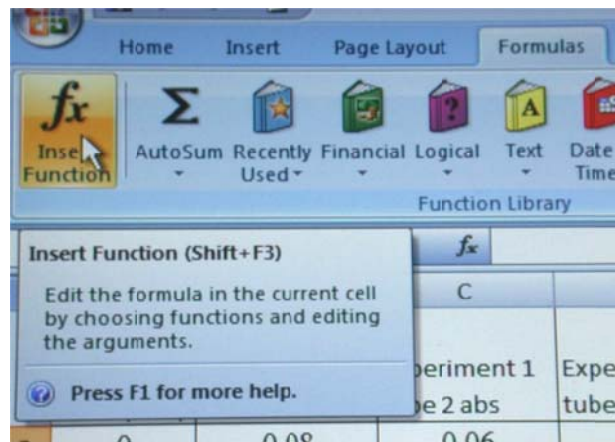 Home Insert Page Layout Formulas
fx Σ ? A
Insert AutoSum Recently Financial Logical Text Date
Function Used Time
Function Library
Insert Function (Shift+F3) fx
Edit the formula in the current cell C
by choosing functions and editing
the arguments.
periment 1 Expe
Press F1 for more help. be 2 abs tube
0 0.08 0.06